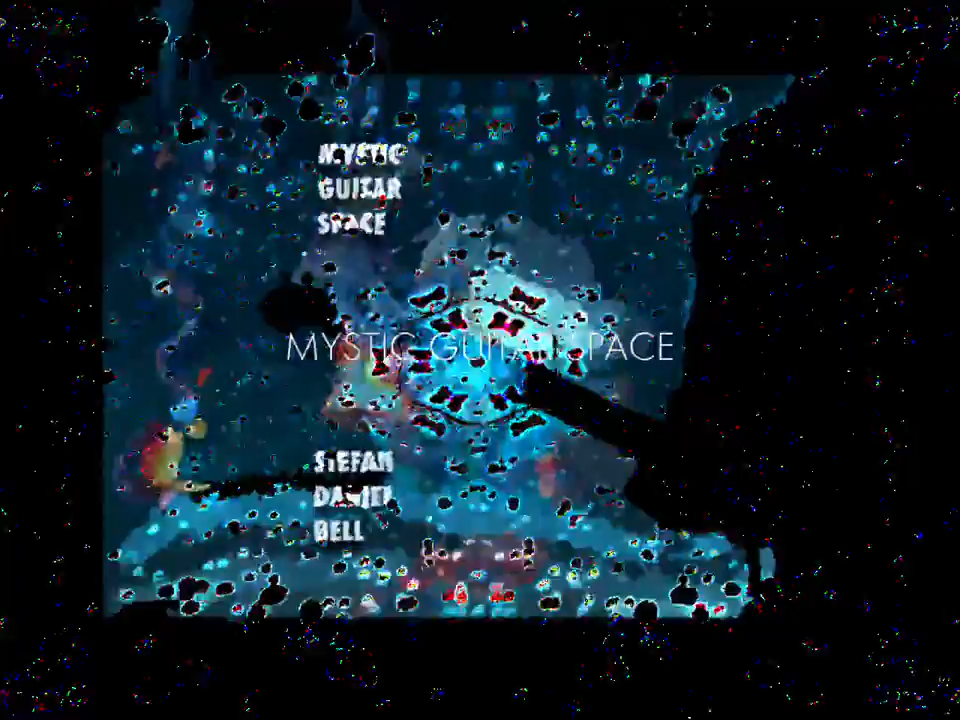 MYSTIC
GUITAR
SPACE
MYSTIC GUITAR SPACE
STEFAN
DANIEL
BELL